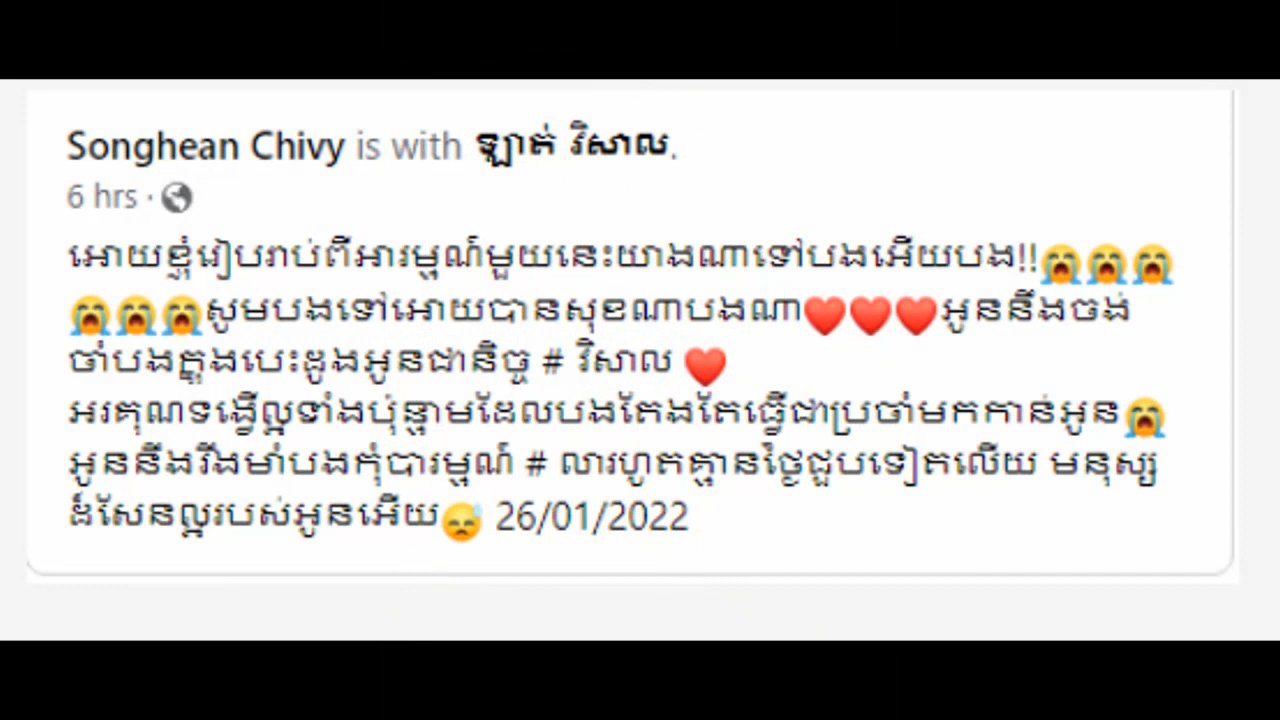 Songhean Chivy is with ឡាត់ វិសាល.
6 hrs ·
អោយខ្ញុំរៀបរាប់ពីអារម្មណ៍មួយនេះយាងណាទៅបងអើយបង!!😭😭😭
😭😭😭សូមបងទៅអោយបានសុខណាបងណា❤️❤️❤️អូននឹងចង់
ចាំបងក្នុងបេះដូងអូនជានិច្ច # វិសាល ❤️
អរគុណទង្វើល្អទាំងប៉ុន្មាមដែលបងតែងតែធ្វើជាប្រចាំមកកាន់អូន😭
អូននឹងរឹងមាំបងកុំបារម្មណ៍ # លារហូតគ្មានថ្ងៃជួបទៀតលើយ មនុស្ស
ដ៏សែនល្អរបស់អូនអើយ😓 26/01/2022